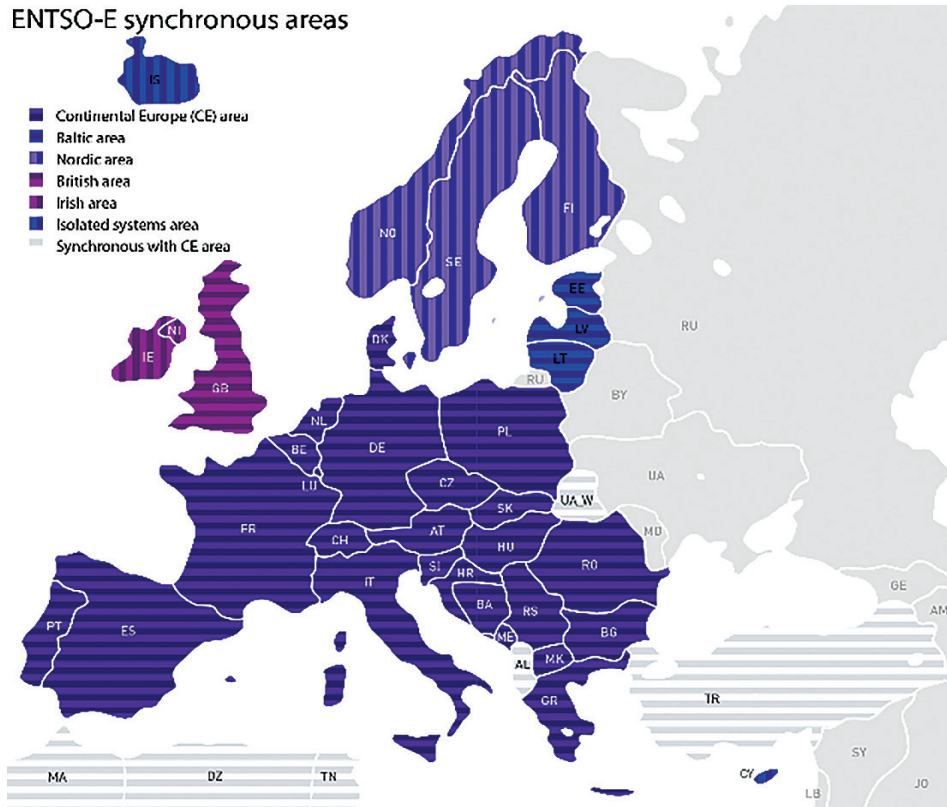 ENTSO-E synchronous areas
IS
Continental Europe (CE) area
Baltic area
Nordic area
British area
Irish area
Isolated systems area
Synchronous with CE area
NO
SE
FI
EE
LV
LT
RU
RU
BY
DK
NI
IE
GB
NL
BE
LU
DE
PL
CZ
SK
UA_W
UA
MD
FR
CH
AT
HU
RO
SI
HR
IT
BA
RS
ME
BG
MK
AL
GR
PT
ES
GE
AM
TR
CY
SY
LB
JO
MA
DZ
TN